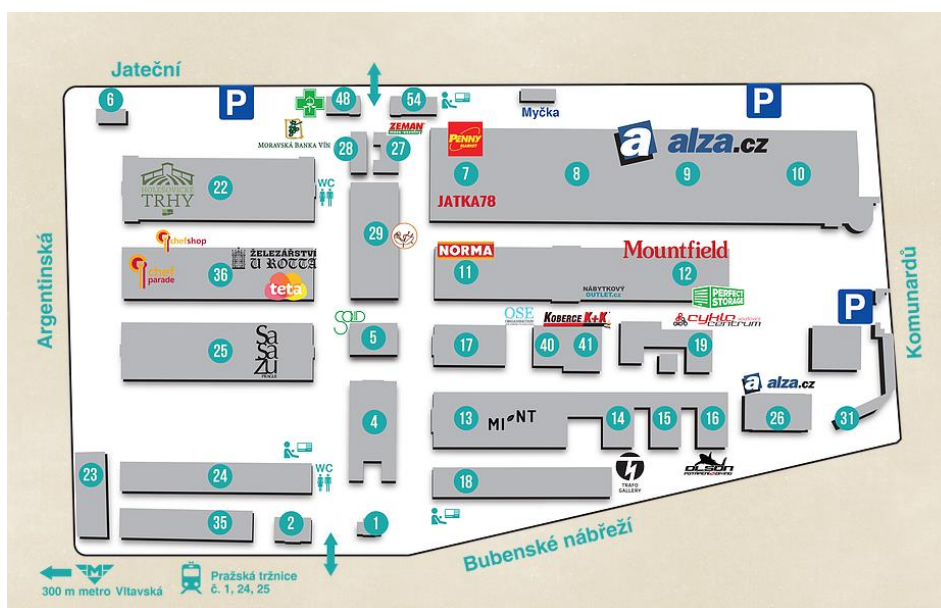 Jateční
6
P
48
54
Myčka
P
MORAVSKÁ BANKA VÍN
28
ZEMAN
27
PENNY
MARKET
7
8
a alza.cz
9
10
JATKA78
HOLEŠOVICKÉ
TRHY
22
WC
29
chefshop
chef
parade
36
ŽELEZÁŘSTVÍ
U ROTTA
teta
NORMA
11
Mountfield
12
NÁBYTKOVÝ
OUTLET.cz
PERFECT
STORAGE
Argentinská
Komunardů
P
25
SaSaZu
PRAGUE
5
17
OSE
KOBERCE K+K
40
41
cyklo
centrum
19
4
13
MINT
14
15
16
a alza.cz
26
31
23
24
WC
18
TRAFO
GALLERY
OLSON
35
2
1
Bubenské nábřeží
300 m metro Vltavská
Pražská tržnice
č. 1, 24, 25